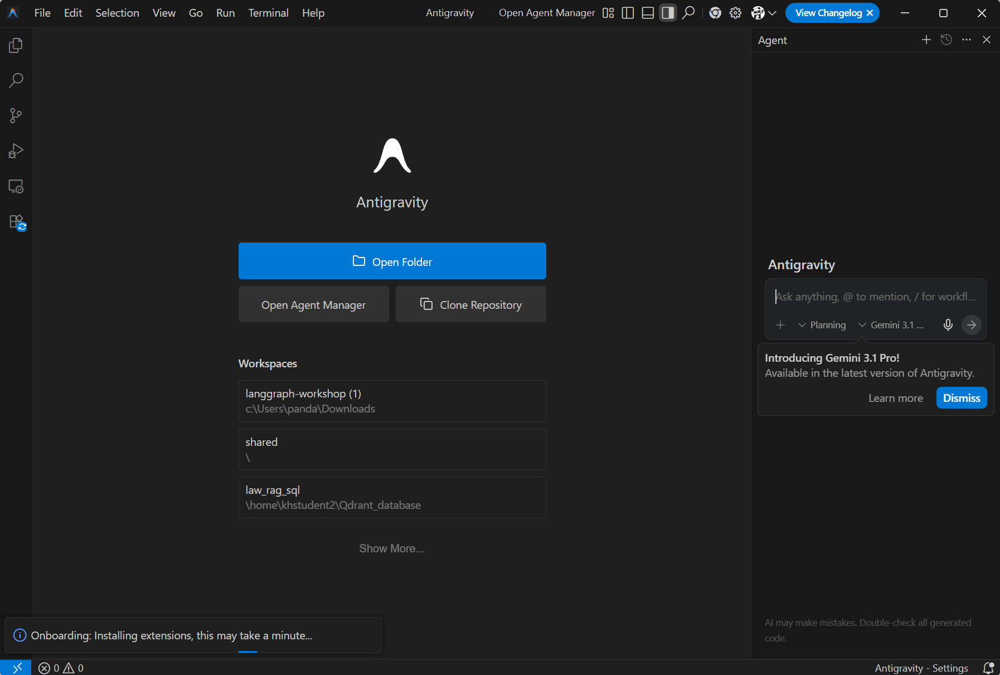 File Edit Selection View Go Run Terminal Help Antigravity Open Agent Manager View Changelog
Agent
Antigravity
Open Folder
Open Agent Manager Clone Repository
Workspaces
langgraph-workshop (1)
c:\Users\panda\Downloads
shared
\
law_rag_sql
\home\khstudent2\Qdrant_database
Show More...
Antigravity
Ask anything, @ to mention, / for workfl...
Planning Gemini 3.1 ...
Introducing Gemini 3.1 Pro!
Available in the latest version of Antigravity.
Learn more Dismiss
AI may make mistakes. Double-check all generated
code.
Onboarding: Installing extensions, this may take a minute...
0 0 Antigravity - Settings